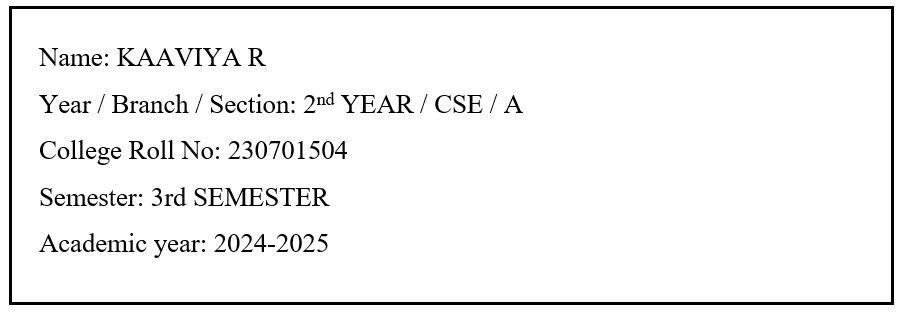 Name: KAAVIYA R
Year / Branch / Section: 2nd YEAR / CSE / A
College Roll No: 230701504
Semester: 3rd SEMESTER
Academic year: 2024-2025